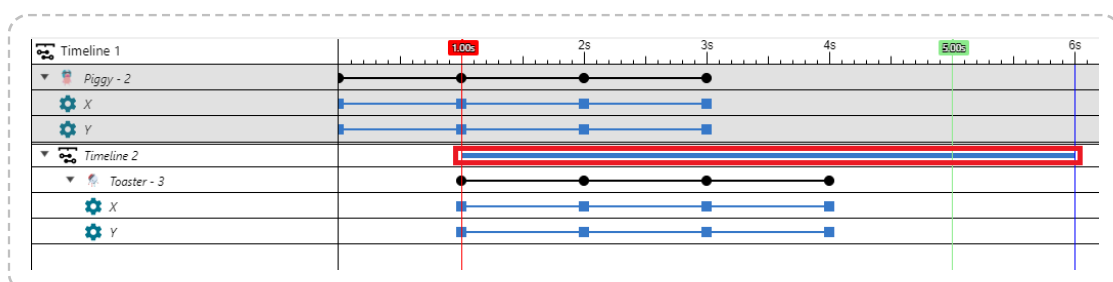 Timeline 1 1.00s 2s 3s 4s 5.00s 6s
Piggy - 2
X
Y
Timeline 2
Toaster - 3
X
Y